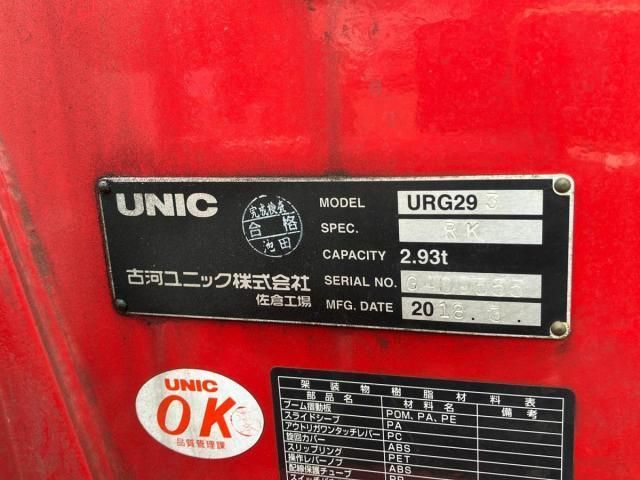 UNIC
完成検査
合格
池田
MODEL URG293
SPEC. RK
CAPACITY 2.93t
古河ユニック株式会社
佐倉工場
SERIAL NO.
MFG. DATE 2018.
UNIC
OK
品質管理課
架装物樹脂材料表
部品名 材料名 備考
ブーム摺動板 POM, PA, PE
スライドシーブ PA
アウトリガワンタッチレバー PC
旋回カバー ABS
スリップリング PET
操作レバーノブ ABS
配線保護チューブ